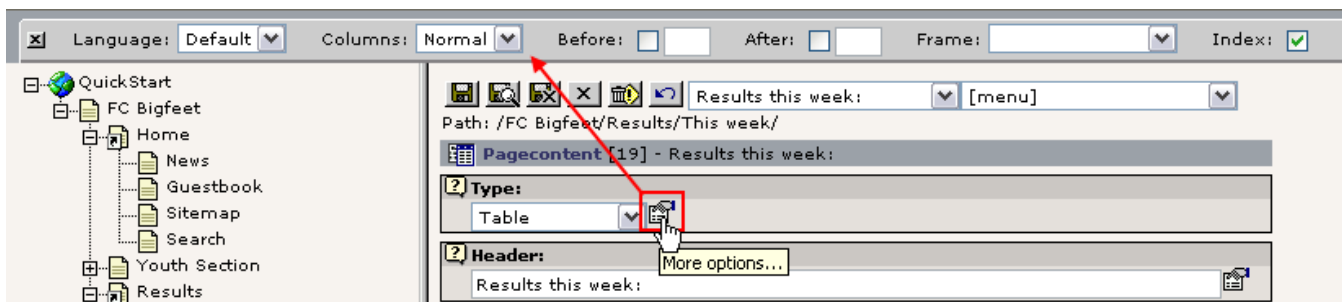 Language: Default Columns: Normal Before: After: Frame: Index:
QuickStart
FC Bigfeet
Home
News
Guestbook
Sitemap
Search
Youth Section
Results
Results this week: [menu]
Path: /FC Bigfeet/Results/This week/
Pagecontent [19] - Results this week:
Type:
Table
More options...
Header:
Results this week: